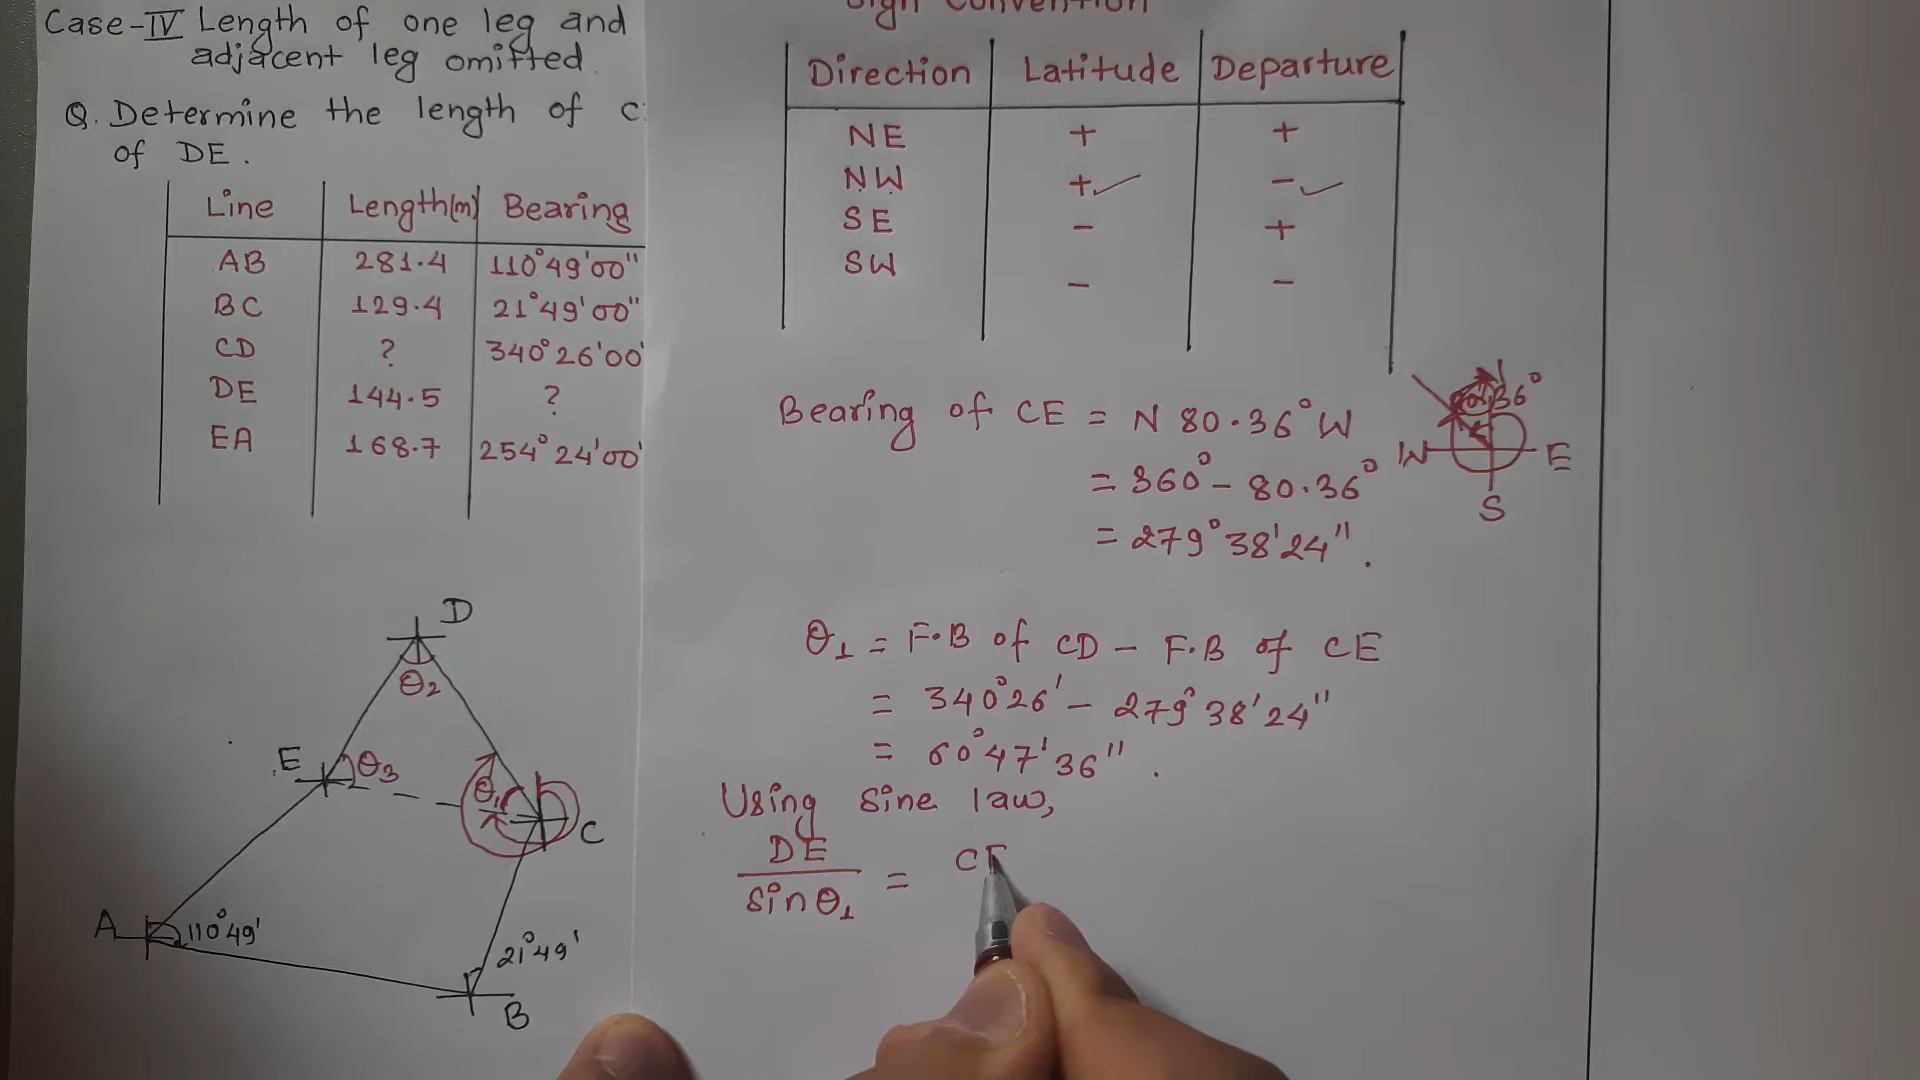 Case-IV Length of one leg and
adjacent leg omitted.
Q. Determine the length of C
of DE.
Line Length(m) Bearing
AB 281.4 110°49'00"
BC 129.4 21°49'00"
CD ? 340°26'00'
DE 144.5 ?
EA 168.7 254°24'00'
D
θ2
E θ3
θ1
C
A 110°49'
21°49'
B
Sign Convention
Direction Latitude Departure
NE + +
NW +✓ -✓
SE - +
SW - -
Bearing of CE = N 80.36° W
= 360° - 80.36°
= 279°38'24".
W E
S
θ1 = F.B of CD - F.B of CE
= 340°26' - 279°38'24"
= 60°47'36".
Using sine law,
DE/sinθ1 = CE